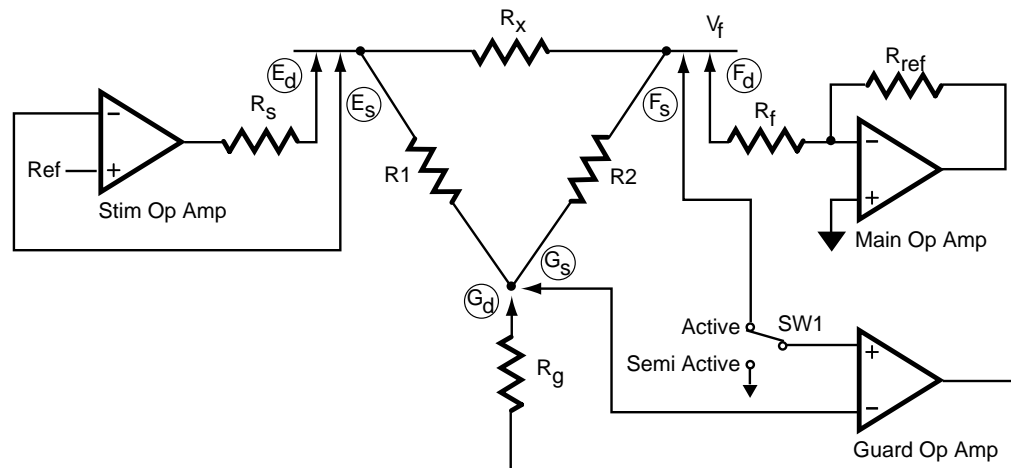 Rx
Vf
Ed
Es
Fs
Fd
Rref
Rs
Rf
−
+
Ref
Stim Op Amp
R1
R2
−
+
Main Op Amp
Gs
Gd
Active
SW1
Semi Active
Rg
+
−
Guard Op Amp